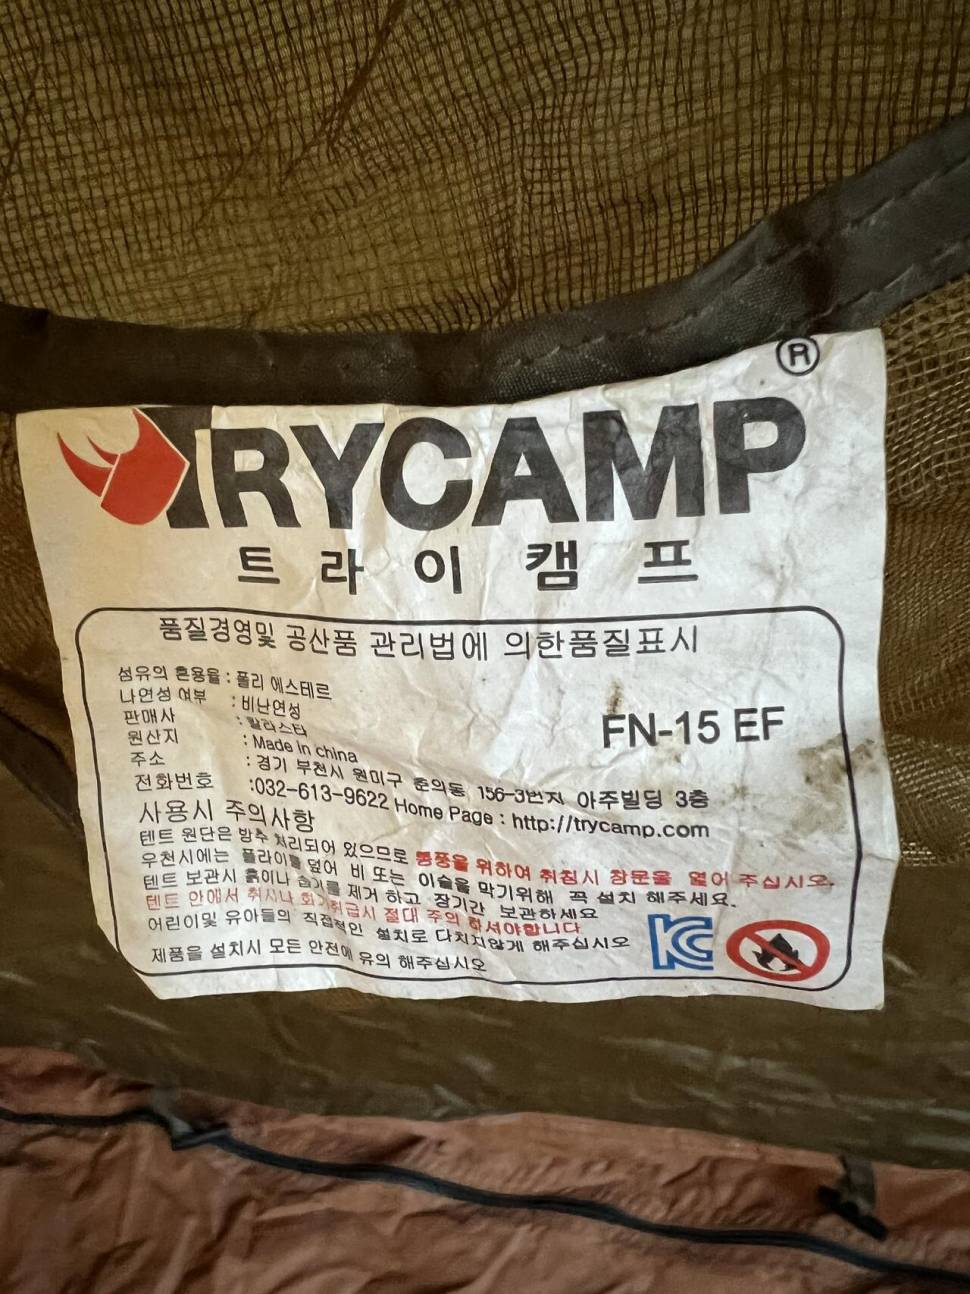 ®
TRYCAMP
트라이캠프
품질경영및 공산품 관리법에 의한품질표시
섬유의 혼용율 : 폴리 에스테르
나연성 여부 : 비난연성
판매사 : 칼라스타
원산지 : Made in china
주소 : 경기 부천시 원미구 춘의동 156-3번지 아주빌딩 3층
전화번호 :032-613-9622 Home Page : http://trycamp.com
FN-15 EF
사용시 주의사항
텐트 원단은 방수 처리되어 있으므로 통풍을 위하여 취침시 창문을 열어 주십시오.
우천시에는 플라이를 덮어 비 또는 이슬을 막기위해 꼭 설치 해주세요.
텐트 보관시 흙이나 습기를 제거 하고 장기간 보관하세요
텐트 안에서 취사나 화기취급시 절대 주의 하셔야합니다
어린이및 유아들의 직접적인 설치로 다치지않게 해주십시오
제품을 설치시 모든 안전에 유의 해주십시오
KC